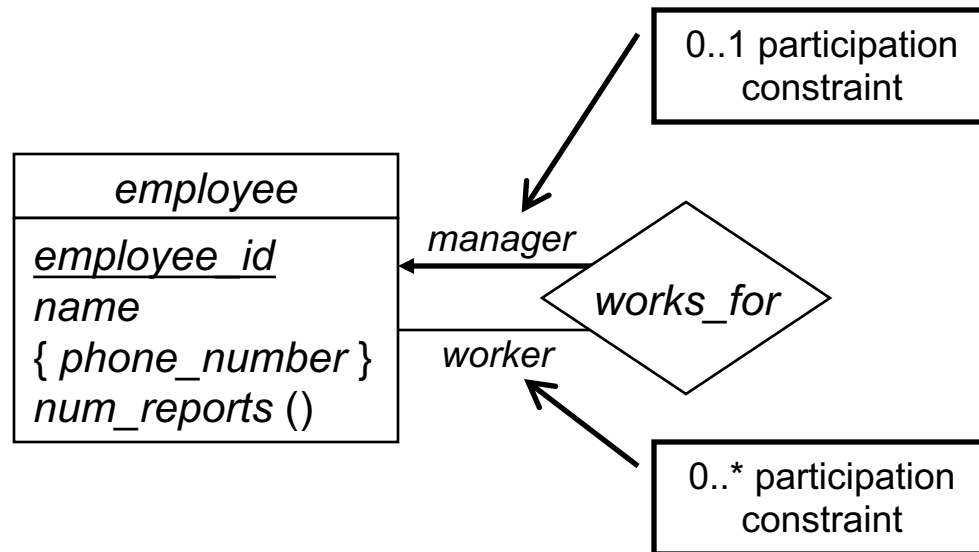 0..1 participation
constraint
employee
employee_id
name
{ phone_number }
num_reports ()
manager
works_for
worker
0..* participation
constraint